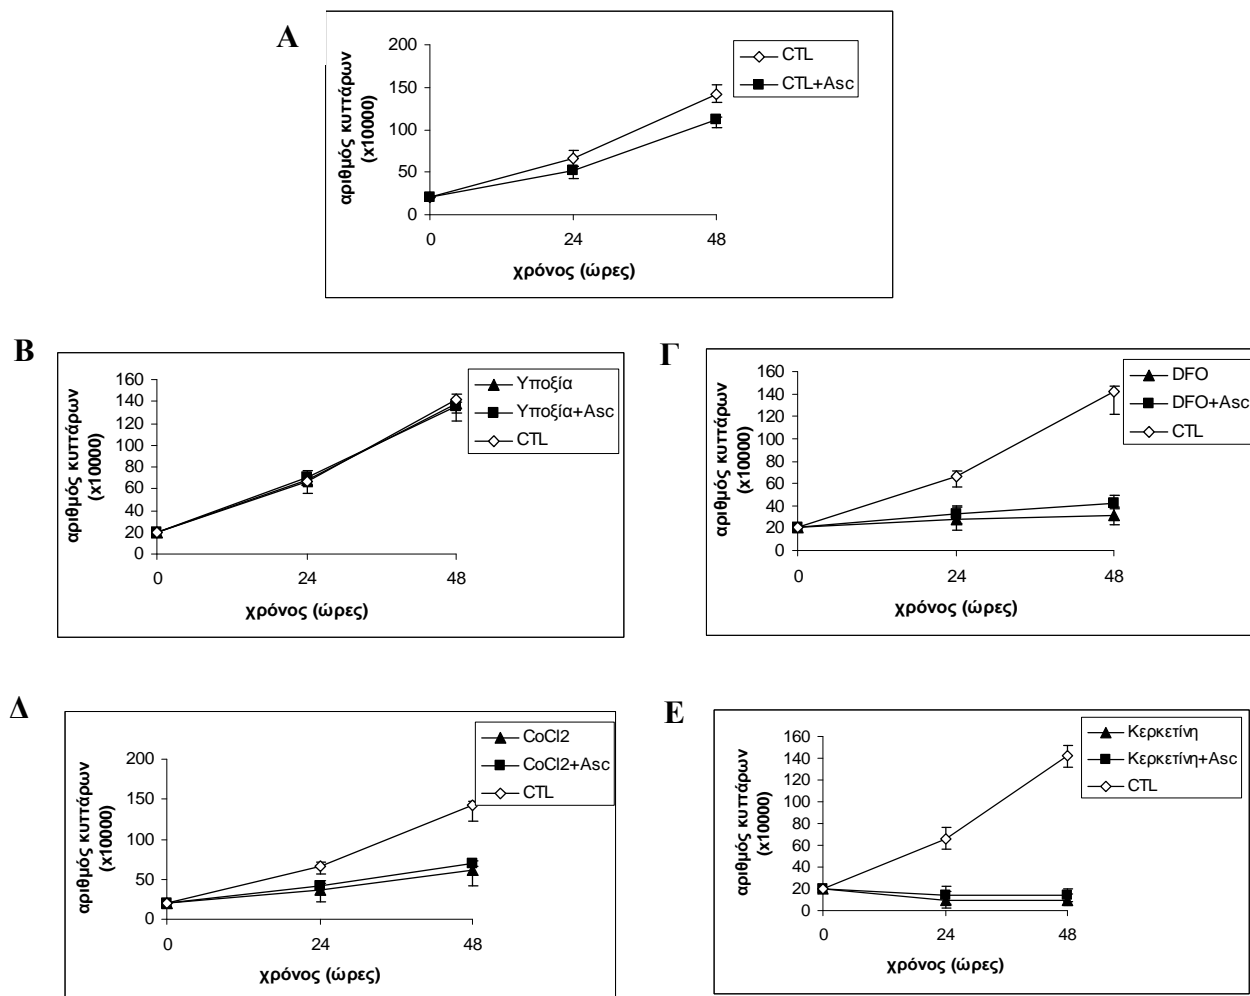 Α
αριθμός κυττάρων
(x10000)
200
150
100
50
0
0 24 48
χρόνος (ώρες)
CTL
CTL+Asc
Β
αριθμός κυττάρων
(x10000)
160
140
120
100
80
60
40
20
0
0 24 48
χρόνος (ώρες)
Υποξία
Υποξία+Asc
CTL
Γ
αριθμός κυττάρων
(x10000)
160
140
120
100
80
60
40
20
0
0 24 48
χρόνος (ώρες)
DFO
DFO+Asc
CTL
Δ
αριθμός κυττάρων
(x10000)
200
150
100
50
0
0 24 48
χρόνος (ώρες)
CoCl2
CoCl2+Asc
CTL
Ε
αριθμός κυττάρων
(x10000)
160
140
120
100
80
60
40
20
0
0 24 48
χρόνος (ώρες)
Κερκετίνη
Κερκετίνη+Asc
CTL